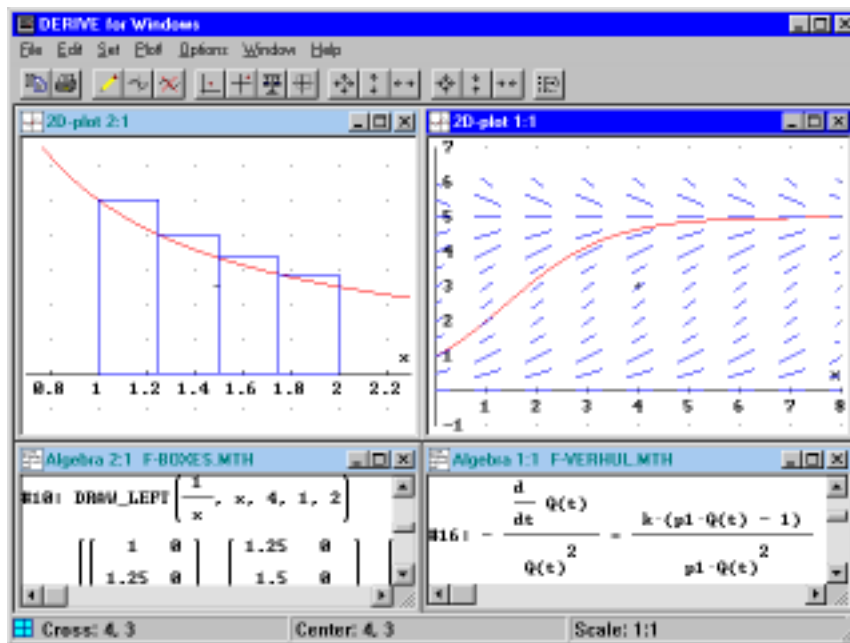 DERIVE for Windows
File Edit Set Plot! Options Window Help
2D-plot 2:1
x
0.8 1 1.2 1.4 1.6 1.8 2 2.2
2D-plot 1:1
7
6
5
4
3
2
1
x
1 2 3 4 5 6 7 8
-1
Algebra 2:1 F-BOXES.MTH
#10: DRAW_LEFT(1/x, x, 4, 1, 2)
[[ 1 0 ] [ 1.25 0 ] [
1.25 0 1.5 0
Algebra 1:1 F-VERHUL.MTH
d
dt Q(t)
#16: - = k·(p1·Q(t) - 1)
Q(t)^2 p1·Q(t)^2
Cross: 4, 3 Center: 4, 3 Scale: 1:1